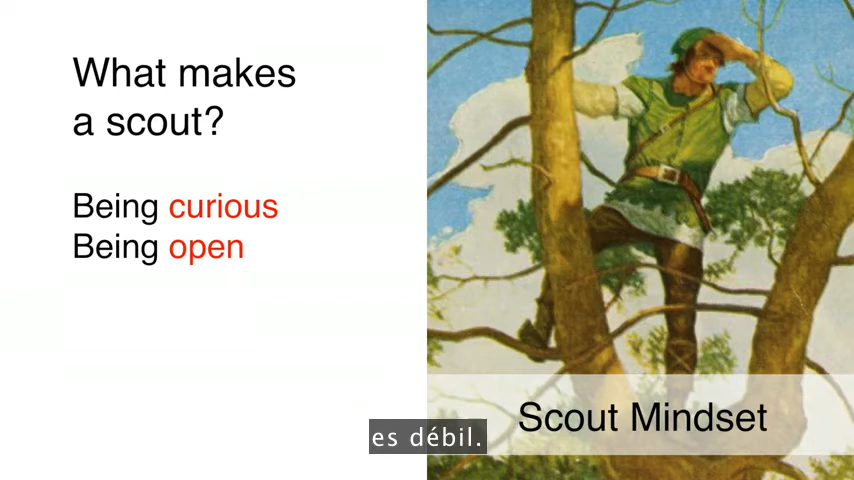 What makes
a scout?
Being curious
Being open
Scout Mindset
es débil.